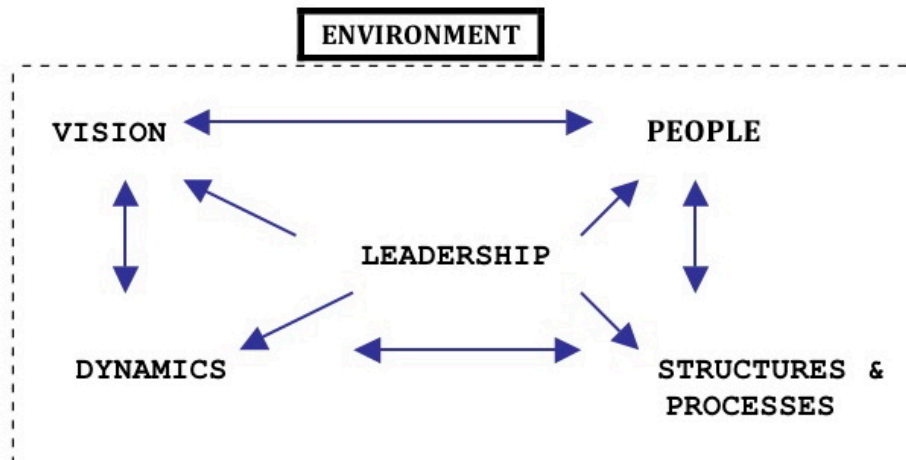 ENVIRONMENT
VISION
PEOPLE
LEADERSHIP
DYNAMICS
STRUCTURES &
PROCESSES